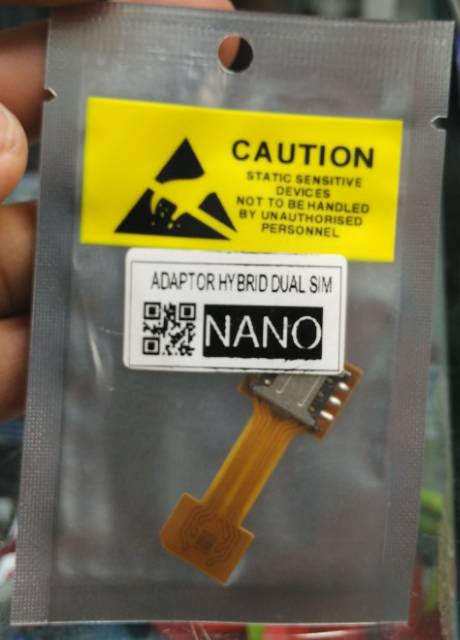 CAUTION
STATIC SENSITIVE
DEVICES
NOT TO BE HANDLED
BY UNAUTHORISED
PERSONNEL
ADAPTOR HYBRID DUAL SIM
NANO